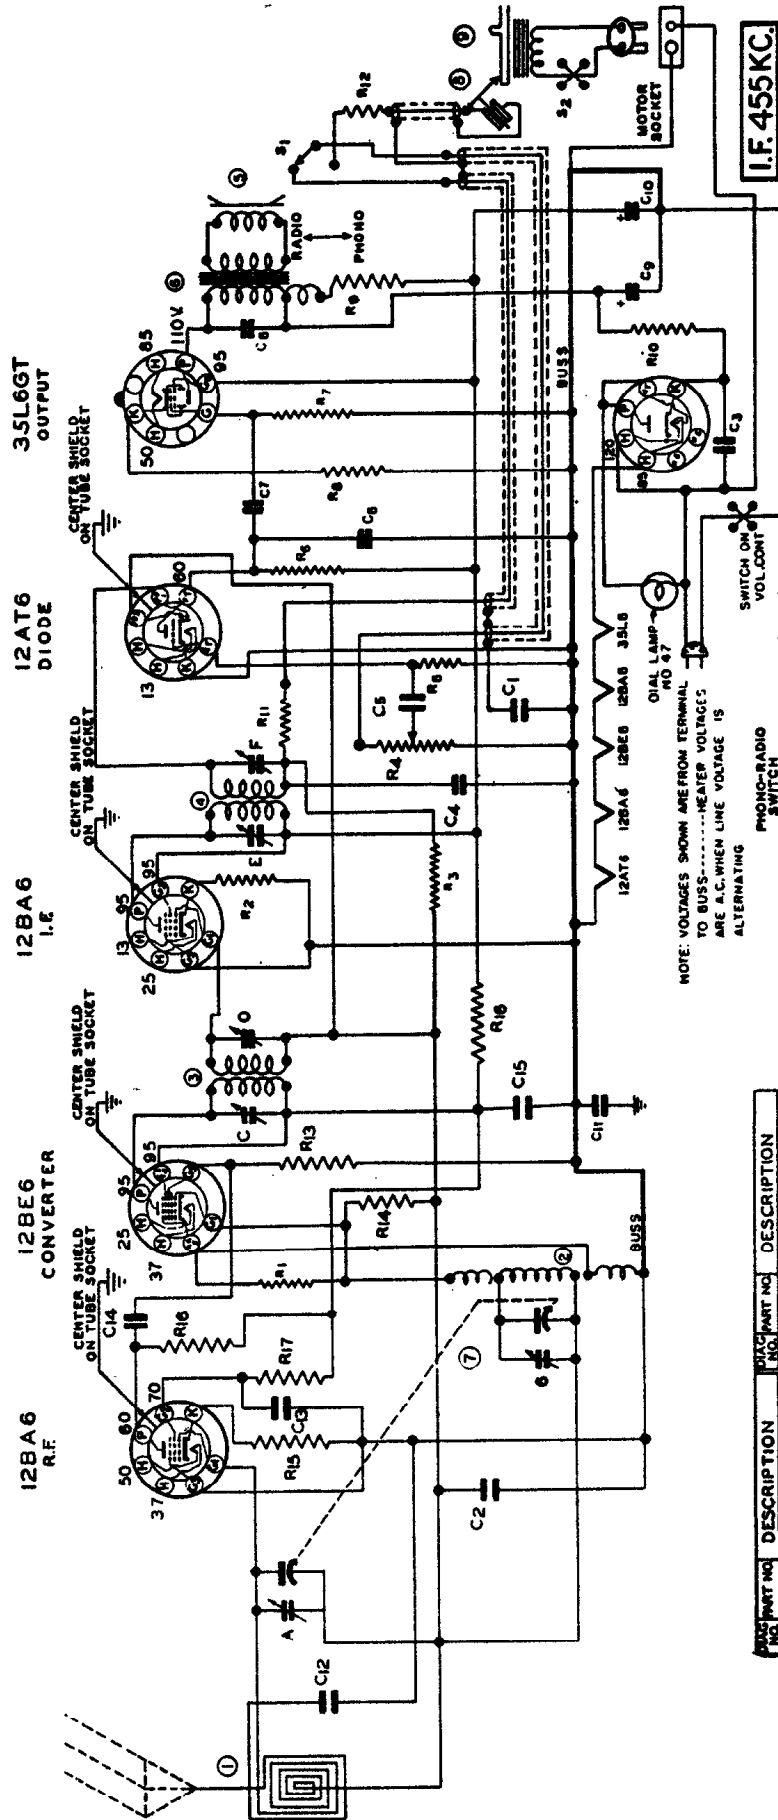 12BA6
R.F.
12BE6
CONVERTER
12BA6
I.F.
12AT6
DIODE
35L6GT
OUTPUT
CENTER SHIELD
ON TUBE SOCKET
CENTER SHIELD
ON TUBE SOCKET
CENTER SHIELD
ON TUBE SOCKET
CENTER SHIELD
ON TUBE SOCKET
50
60
70
37
C14
25
95
95
37
13
95
95
25
13
60
50
85
110V.
95
1
A
C12
R15
C13
R17
R16
R1
R13
R14
C
3
O
R2
E
4
F
R11
R3
C4
R4
C5
R5
C1
R6
C7
C6
R8
R7
C8
6
5
R9
RADIO
PHONO
S1
R12
8
9
S2
C2
7
6
2
BUSS
C15
C11
R16
BUSS
C9
C10
R10
C3
120
85
MOTOR
SOCKET
12AT6
12BA6
12BE6
12BA6
35L6
DIAL LAMP
NO 47
SWITCH ON
VOL.CONT
NOTE: VOLTAGES SHOWN ARE FROM TERMINAL
TO BUSS--------HEATER VOLTAGES
ARE A.C. WHEN LINE VOLTAGE IS
ALTERNATING
PHONO-RADIO
SWITCH
I.F. 455 KC.
DIAG NO. PART NO. DESCRIPTION DIAG NO. PART NO. DESCRIPTION